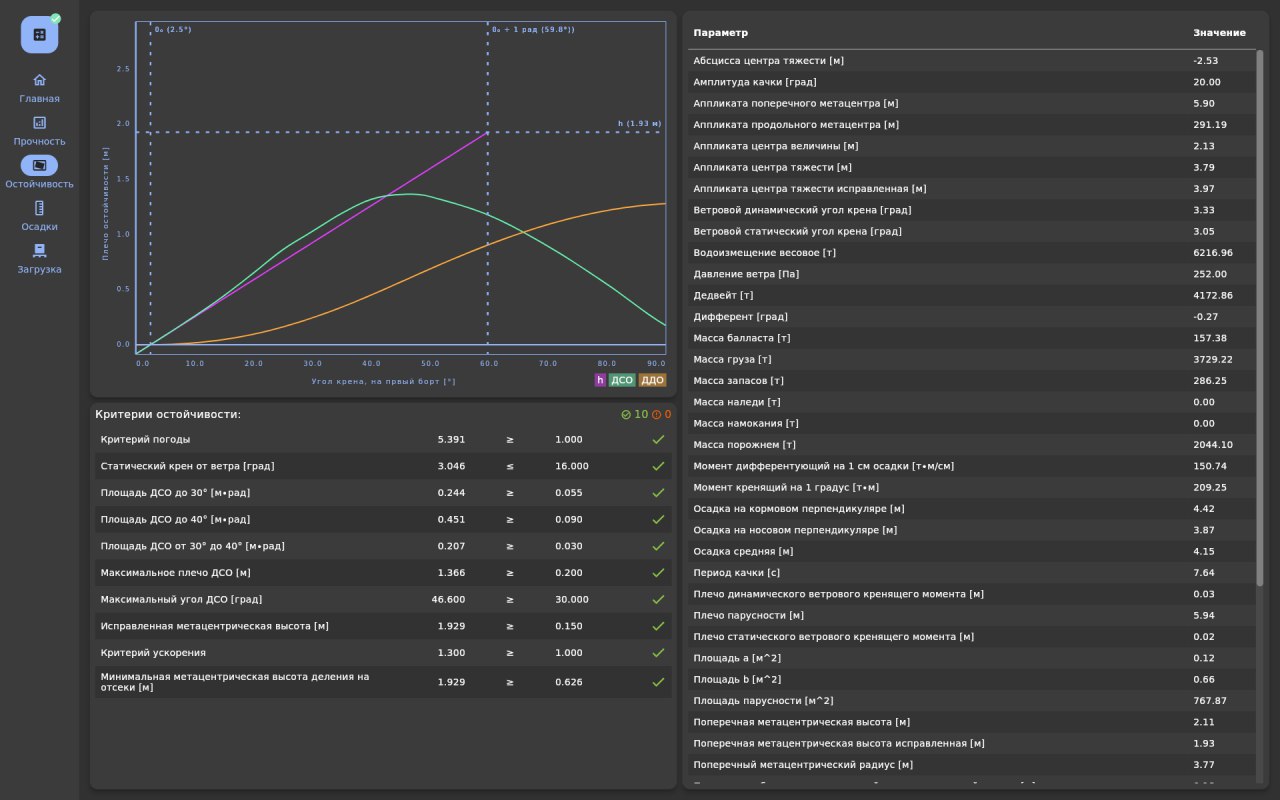 Главная
Прочность
Остойчивость
Осадки
Загрузка
θ₀ (2.5°)
θ₀ + 1 рад (59.8°))
h (1.93 м)
Плечо остойчивости [м]
2.5
2.0
1.5
1.0
0.5
0.0
0.0 10.0 20.0 30.0 40.0 50.0 60.0 70.0 80.0 90.0
Угол крена, на првый борт [°]
h ДСО ДДО
Критерии остойчивости: 10 0
Критерий погоды 5.391 ≥ 1.000
Статический крен от ветра [град] 3.046 ≤ 16.000
Площадь ДСО до 30° [м•рад] 0.244 ≥ 0.055
Площадь ДСО до 40° [м•рад] 0.451 ≥ 0.090
Площадь ДСО от 30° до 40° [м•рад] 0.207 ≥ 0.030
Максимальное плечо ДСО [м] 1.366 ≥ 0.200
Максимальный угол ДСО [град] 46.600 ≥ 30.000
Исправленная метацентрическая высота [м] 1.929 ≥ 0.150
Критерий ускорения 1.300 ≥ 1.000
Минимальная метацентрическая высота деления на
отсеки [м] 1.929 ≥ 0.626
Параметр Значение
Абсцисса центра тяжести [м] -2.53
Амплитуда качки [град] 20.00
Аппликата поперечного метацентра [м] 5.90
Аппликата продольного метацентра [м] 291.19
Аппликата центра величины [м] 2.13
Аппликата центра тяжести [м] 3.79
Аппликата центра тяжести исправленная [м] 3.97
Ветровой динамический угол крена [град] 3.33
Ветровой статический угол крена [град] 3.05
Водоизмещение весовое [т] 6216.96
Давление ветра [Па] 252.00
Дедвейт [т] 4172.86
Дифферент [град] -0.27
Масса балласта [т] 157.38
Масса груза [т] 3729.22
Масса запасов [т] 286.25
Масса наледи [т] 0.00
Масса намокания [т] 0.00
Масса порожнем [т] 2044.10
Момент дифферентующий на 1 см осадки [т•м/см] 150.74
Момент кренящий на 1 градус [т•м] 209.25
Осадка на кормовом перпендикуляре [м] 4.42
Осадка на носовом перпендикуляре [м] 3.87
Осадка средняя [м] 4.15
Период качки [с] 7.64
Плечо динамического ветрового кренящего момента [м] 0.03
Плечо парусности [м] 5.94
Плечо статического ветрового кренящего момента [м] 0.02
Площадь a [м^2] 0.12
Площадь b [м^2] 0.66
Площадь парусности [м^2] 767.87
Поперечная метацентрическая высота [м] 2.11
Поперечная метацентрическая высота исправленная [м] 1.93
Поперечный метацентрический радиус [м] 3.77